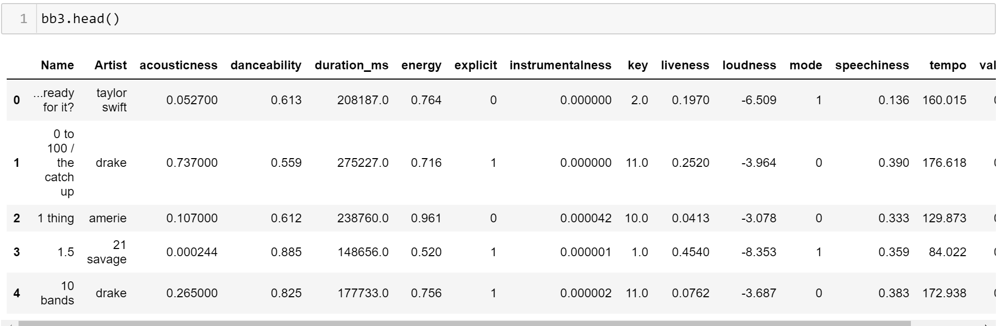 1 bb3.head()
Name Artist acousticness danceability duration_ms energy explicit instrumentalness key liveness loudness mode speechiness tempo
0 ...ready for it? taylor swift 0.052700 0.613 208187.0 0.764 0 0.000000 2.0 0.1970 -6.509 1 0.136 160.015
1 0 to 100 / the catch up drake 0.737000 0.559 275227.0 0.716 1 0.000000 11.0 0.2520 -3.964 0 0.390 176.618
2 1 thing amerie 0.107000 0.612 238760.0 0.961 0 0.000042 10.0 0.0413 -3.078 0 0.333 129.873
3 1.5 21 savage 0.000244 0.885 148656.0 0.520 1 0.000001 1.0 0.4540 -8.353 1 0.359 84.022
4 10 bands drake 0.265000 0.825 177733.0 0.756 1 0.000002 11.0 0.0762 -3.687 0 0.383 172.938